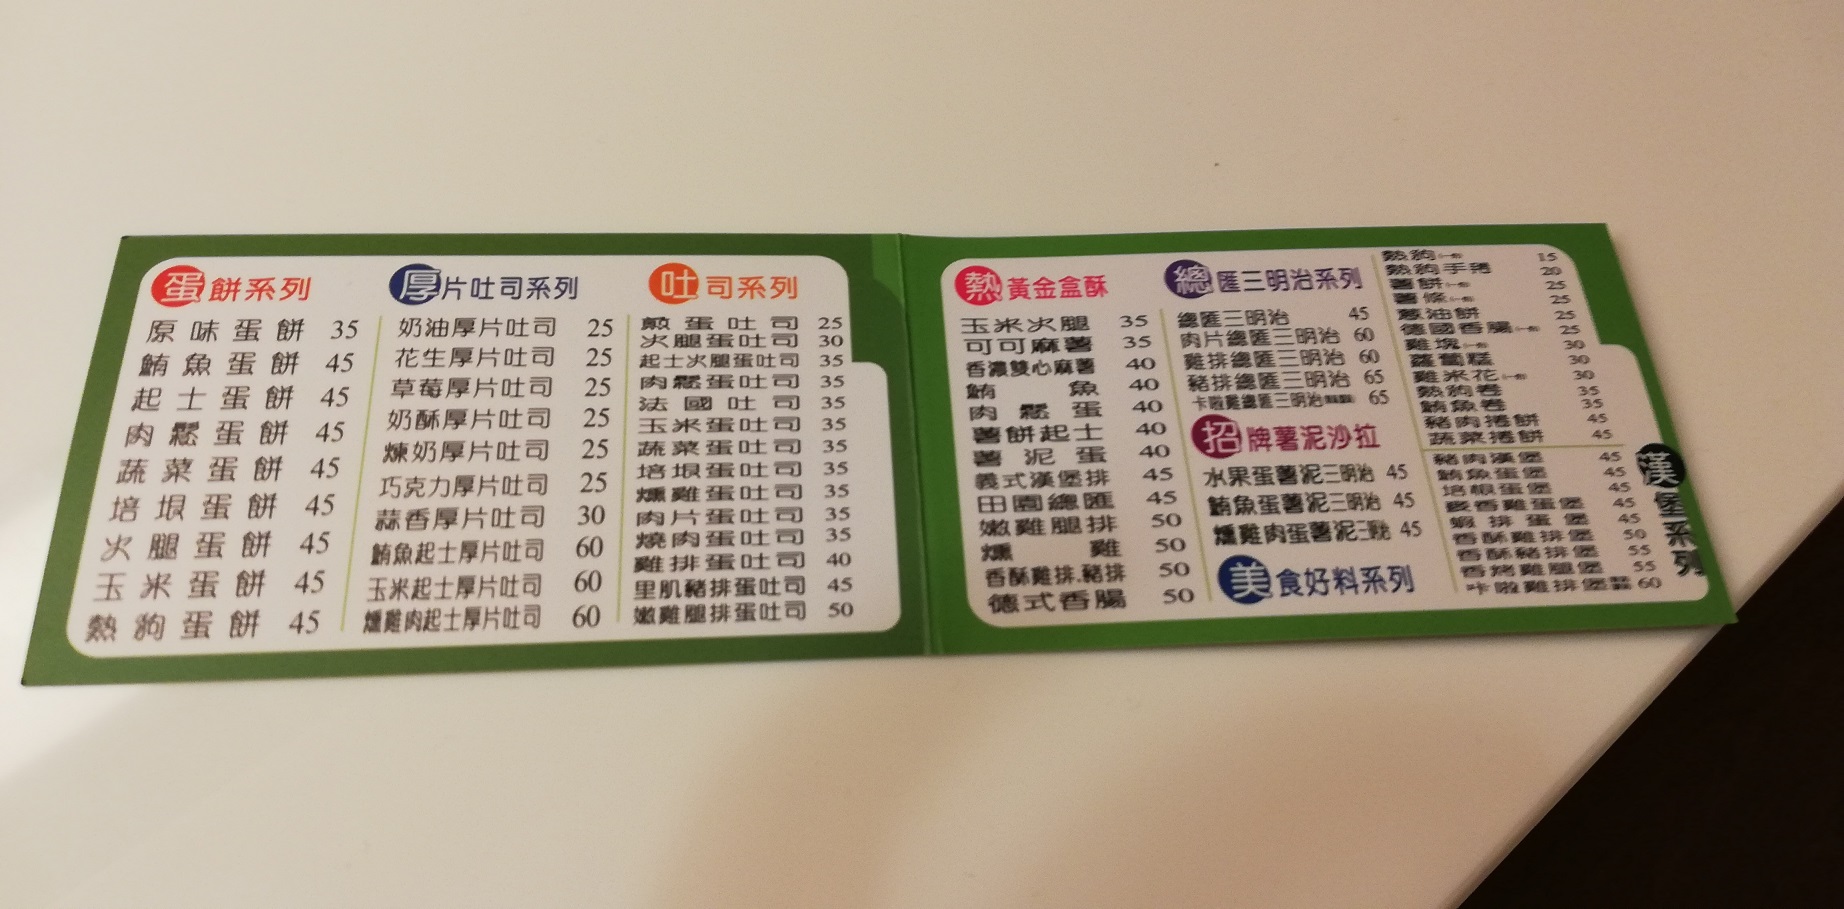 蛋餅系列
原味蛋餅 35
鮪魚蛋餅 45
起士蛋餅 45
肉鬆蛋餅 45
蔬菜蛋餅 45
培垠蛋餅 45
火腿蛋餅 45
玉米蛋餅 45
熱狗蛋餅 45
厚片吐司系列
奶油厚片吐司 25
花生厚片吐司 25
草莓厚片吐司 25
奶酥厚片吐司 25
煉奶厚片吐司 25
巧克力厚片吐司 25
蒜香厚片吐司 30
鮪魚起士厚片吐司 60
玉米起士厚片吐司 60
燻雞肉起士厚片吐司 60
吐司系列
煎蛋吐司 25
火腿蛋吐司 30
起士火腿蛋吐司 35
肉鬆蛋吐司 35
法國吐司 35
玉米蛋吐司 35
蔬菜蛋吐司 35
培垠蛋吐司 35
燻雞蛋吐司 35
肉片蛋吐司 35
燒肉蛋吐司 35
雞排蛋吐司 40
里肌豬排蛋吐司 45
嫩雞腿排蛋吐司 50
熱黃金盒酥
玉米火腿 35
可可麻薯 35
香濃雙心麻薯 40
鮪魚 40
肉鬆蛋 40
薯餅起士 40
薯泥蛋 40
義式漢堡排 45
田園總匯 45
嫩雞腿排 50
燻雞 50
香酥雞排.豬排 50
德式香腸 50
總匯三明治系列
總匯三明治 45
肉片總匯三明治 60
雞排總匯三明治 60
豬排總匯三明治 65
卡啦雞總匯三明治 65
招牌薯泥沙拉
水果蛋薯泥三明治 45
鮪魚蛋薯泥三明治 45
燻雞肉蛋薯泥三明治 45
美食好料系列
熱狗 15
熱狗手捲 20
薯餅 25
薯條 25
蔥油餅 25
德國香腸 25
雞塊 30
蘿蔔糕 30
雞米花 30
熱狗卷 35
鮪魚卷 35
豬肉捲餅 45
蔬菜捲餅 45
漢堡系列
豬肉漢堡 45
鮪魚蛋堡 45
培根蛋堡 45
麥香雞蛋堡 45
蝦排蛋堡 45
香酥雞排堡 50
香酥豬排堡 55
香烤雞腿堡 55
卡啦雞排堡 60